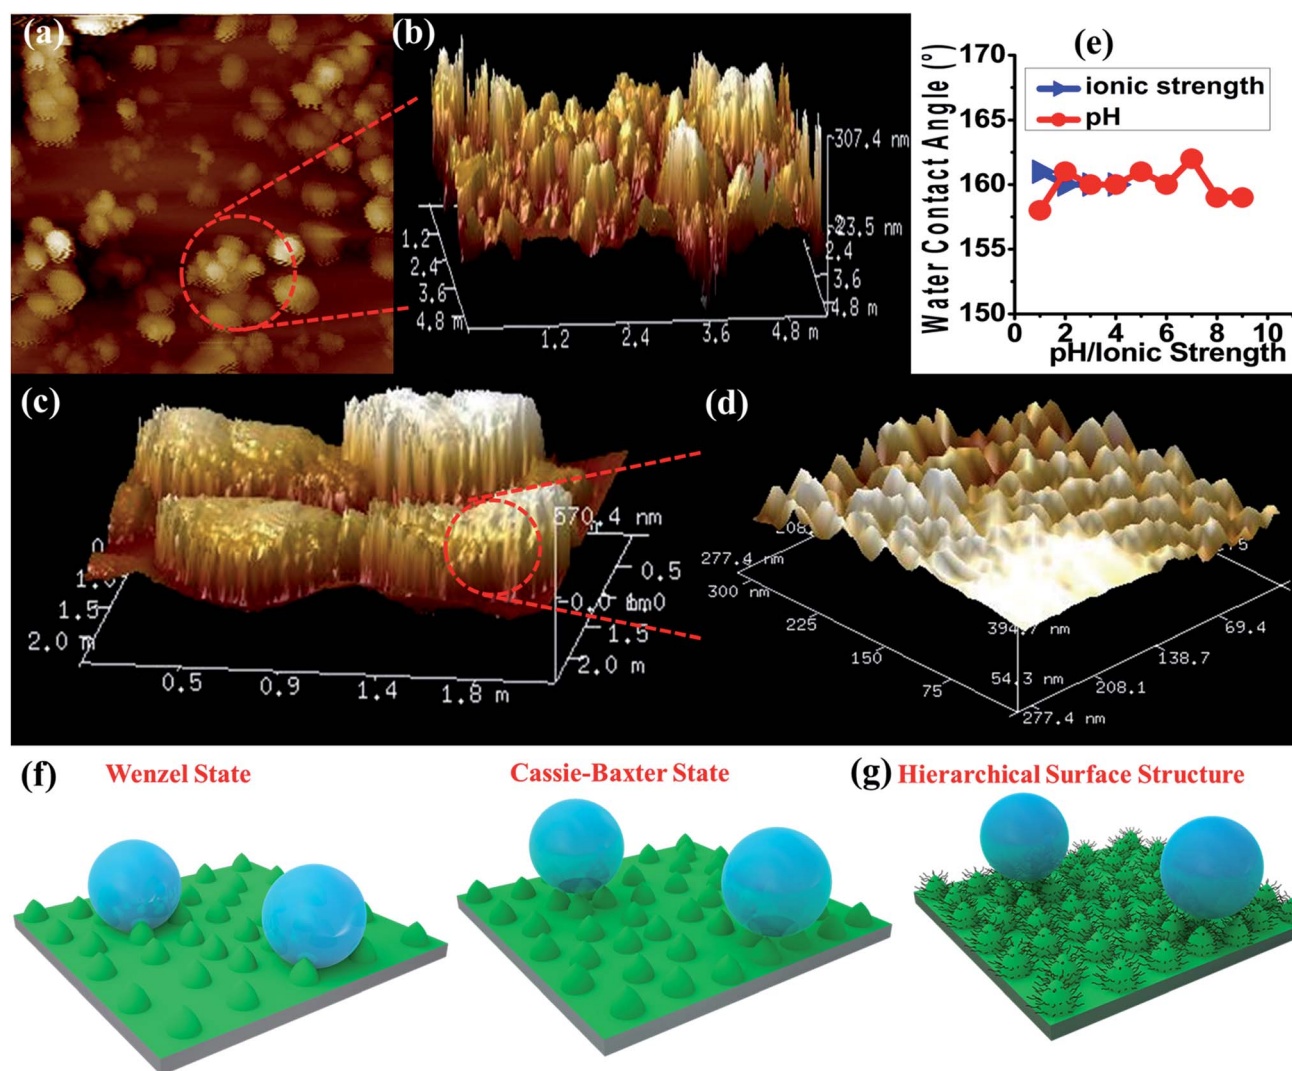 (a)
(b)
307.4 nm
-23.5 nm
1.2
2.4
3.6
4.8 m
1.2
2.4
3.6
4.8 m
2.4
3.6
4.8 m
(e)
Water Contact Angle (º)
170
165
160
155
150
ionic strength
pH
0 2 4 6 8 10
pH/Ionic Strength
(c)
570.4 nm
0.5
1.5
2.0 m
1.5
2.0 m
0.5
0.9
1.4
1.8 m
(d)
277.4 nm
300 nm
225
150
75
394.7 nm
54.3 nm
69.4
138.7
208.1
277.4 nm
(f)
Wenzel State
Cassie-Baxter State
(g)
Hierarchical Surface Structure